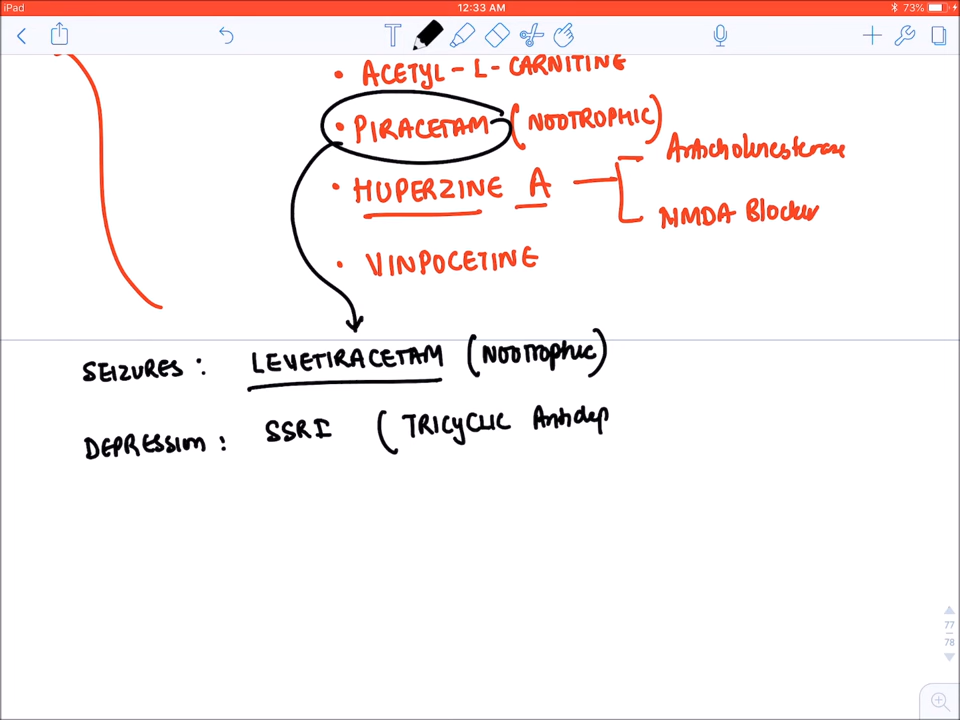 iPad 12:33 AM 73%
T
• ACETYL-L-CARNITINE
• PIRACETAM (NOOTROPHIC)
Anticholinesterase
• HUPERZINE A
NMDA Blocker
• VINPOCETINE
SEIZURES: LEVETIRACETAM (NOOTROPHIC)
DEPRESSION: SSRI (TRICYCLIC Antidep
77
78